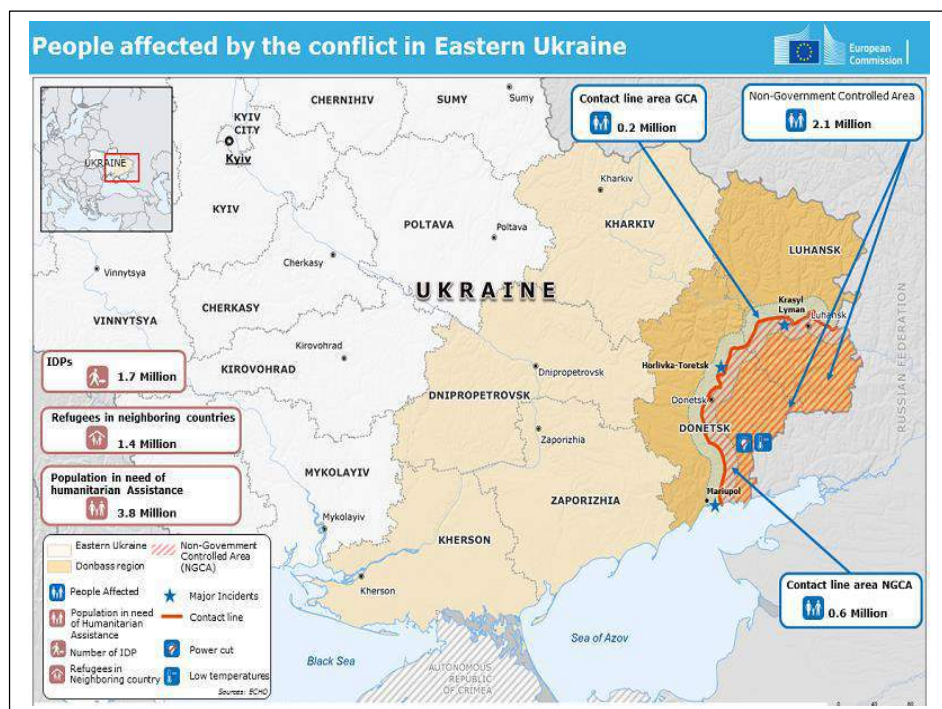 People affected by the conflict in Eastern Ukraine
European
Commission
CHERNIHIV
SUMY
Sumy
KYIV
CITY
Kyiv
UKRAINE
KYIV
Contact line area GCA
0.2 Million
Non-Government Controlled Area
2.1 Million
Kharkiv
KHARKIV
POLTAVA
Poltava
LUHANSK
Cherkasy
Vinnytsya
UKRAINE
CHERKASY
VINNYTSYA
Krasyl
Lyman
Luhansk
RUSSIAN FEDERATION
Kirovohrad
KIROVOHRAD
Horlivka-Toretsk
Dnipropetrovsk
DNIPROPETROVSK
Donetsk
DONETSK
IDPs
1.7 Million
Refugees in neighboring countries
1.4 Million
Population in need of
humanitarian Assistance
3.8 Million
Zaporizhia
ZAPORIZHIA
MYKOLAYIV
Mykolayiv
Mariupol
KHERSON
Kherson
Contact line area NGCA
0.6 Million
Eastern Ukraine
Donbass region
Non-Government
Controlled Area
(NGCA)
People Affected
Major Incidents
Population in need
of Humanitarian
Assistance
Contact line
Number of IDP
Power cut
Refugees in
Neighboring country
Low temperatures
Sources: ECHO
Black Sea
Sea of Azov
AUTONOMOUS
REPUBLIC
OF CRIMEA